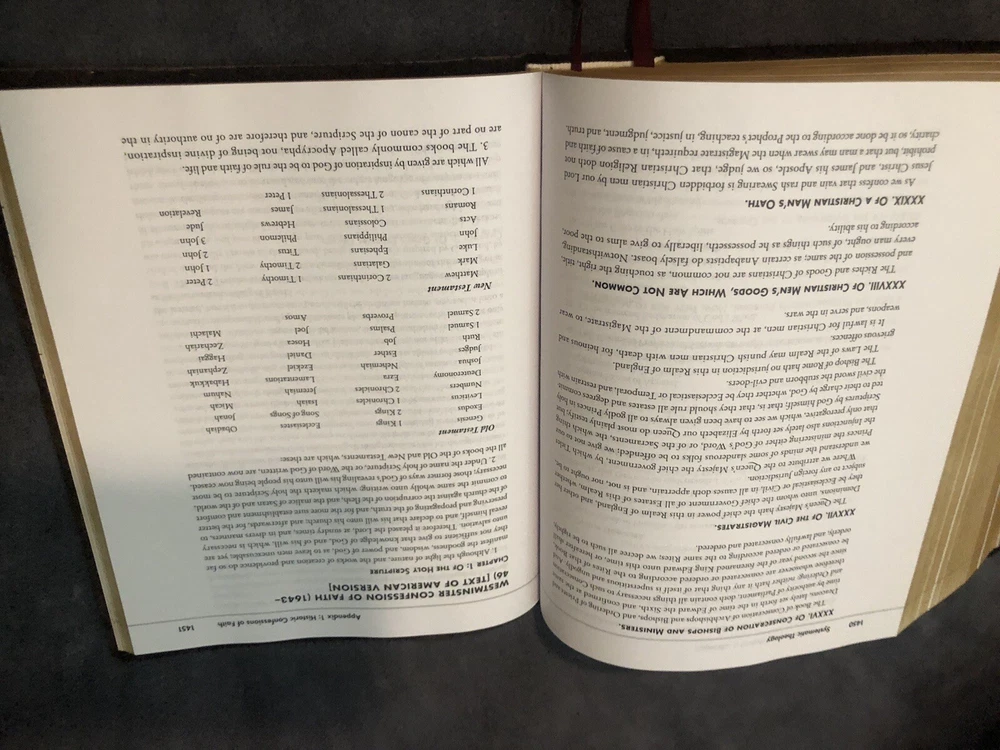 1450
Systematic Theology
XXXVI. Of Consecration of Bishops and Ministers.
The Book of Consecration of Archbishops and Bishops, and Ordering of Priests and
Deacons, lately set forth in the time of Edward the Sixth, and confirmed at the same
time by authority of Parliament, doth contain all things necessary to such Consecration
and Ordering: neither hath it any thing that of itself is superstitious and ungodly. And
therefore whosoever are consecrated or ordered according to the Rites of that Book,
since the second year of the forenamed King Edward unto this time, or hereafter shall
be consecrated or ordered according to the same Rites; we decree all such to be rightly,
orderly, and lawfully consecrated and ordered.
XXXVII. Of the Civil Magistrates.
The Queen's Majesty hath the chief power in this Realm of England, and other her
Dominions, unto whom the chief Government of all Estates of this Realm, whether
they be Ecclesiastical or Civil, in all causes doth appertain, and is not, nor ought to be,
subject to any foreign Jurisdiction.
Where we attribute to the Queen's Majesty the chief government, by which Titles
we understand the minds of some slanderous folks to be offended; we give not to our
Princes the ministering either of God's Word, or of the Sacraments, the which thing
the Injunctions also lately set forth by Elizabeth our Queen do most plainly testify; but
that only prerogative, which we see to have been given always to all godly Princes in holy
Scriptures by God himself; that is, that they should rule all estates and degrees commit-
ted to their charge by God, whether they be Ecclesiastical or Temporal, and restrain with
the civil sword the stubborn and evil-doers.
The Bishop of Rome hath no jurisdiction in this Realm of England.
The Laws of the Realm may punish Christian men with death, for heinous and
grievous offences.
It is lawful for Christian men, at the commandment of the Magistrate, to wear
weapons, and serve in the wars.
XXXVIII. Of Christian Men's Goods, Which Are Not Common.
The Riches and Goods of Christians are not common, as touching the right, title,
and possession of the same; as certain Anabaptists do falsely boast. Notwithstanding,
every man ought, of such things as he possesseth, liberally to give alms to the poor,
according to his ability.
XXXIX. Of a Christian Man's Oath.
As we confess that vain and rash Swearing is forbidden Christian men by our Lord
Jesus Christ, and James his Apostle, so we judge, that Christian Religion doth not
prohibit, but that a man may swear when the Magistrate requireth, in a cause of faith and
charity, so it be done according to the Prophet's teaching, in justice, judgment, and truth.
Appendix 1: Historic Confessions of Faith
1451
WESTMINSTER CONFESSION OF FAITH (1643–
46) [TEXT OF AMERICAN VERSION]
Chapter 1: Of the Holy Scripture
1. Although the light of nature, and the works of creation and providence do so far
manifest the goodness, wisdom, and power of God, as to leave men unexcusable; yet are
they not sufficient to give that knowledge of God, and of his will, which is necessary
unto salvation. Therefore it pleased the Lord, at sundry times, and in divers manners, to
reveal himself, and to declare that his will unto his church; and afterwards, for the better
preserving and propagating of the truth, and for the more sure establishment and comfort
of the church against the corruption of the flesh, and the malice of Satan and of the world,
to commit the same wholly unto writing: which maketh the holy Scripture to be most
necessary; those former ways of God's revealing his will unto his people being now ceased.
2. Under the name of holy Scripture, or the Word of God written, are now contained
all the books of the Old and New Testaments, which are these:
Old Testament
Genesis 1 Kings Ecclesiastes Obadiah
Exodus 2 Kings Song of Songs Jonah
Leviticus 1 Chronicles Isaiah Micah
Numbers 2 Chronicles Jeremiah Nahum
Deuteronomy Ezra Lamentations Habakkuk
Joshua Nehemiah Ezekiel Zephaniah
Judges Esther Daniel Haggai
Ruth Job Hosea Zechariah
1 Samuel Psalms Joel Malachi
2 Samuel Proverbs Amos
New Testament
Matthew 2 Corinthians 1 Timothy 2 Peter
Mark Galatians 2 Timothy 1 John
Luke Ephesians Titus 2 John
John Philippians Philemon 3 John
Acts Colossians Hebrews Jude
Romans 1 Thessalonians James Revelation
1 Corinthians 2 Thessalonians 1 Peter
All which are given by inspiration of God to be the rule of faith and life.
3. The books commonly called Apocrypha, not being of divine inspiration,
are no part of the canon of the Scripture, and therefore are of no authority in the